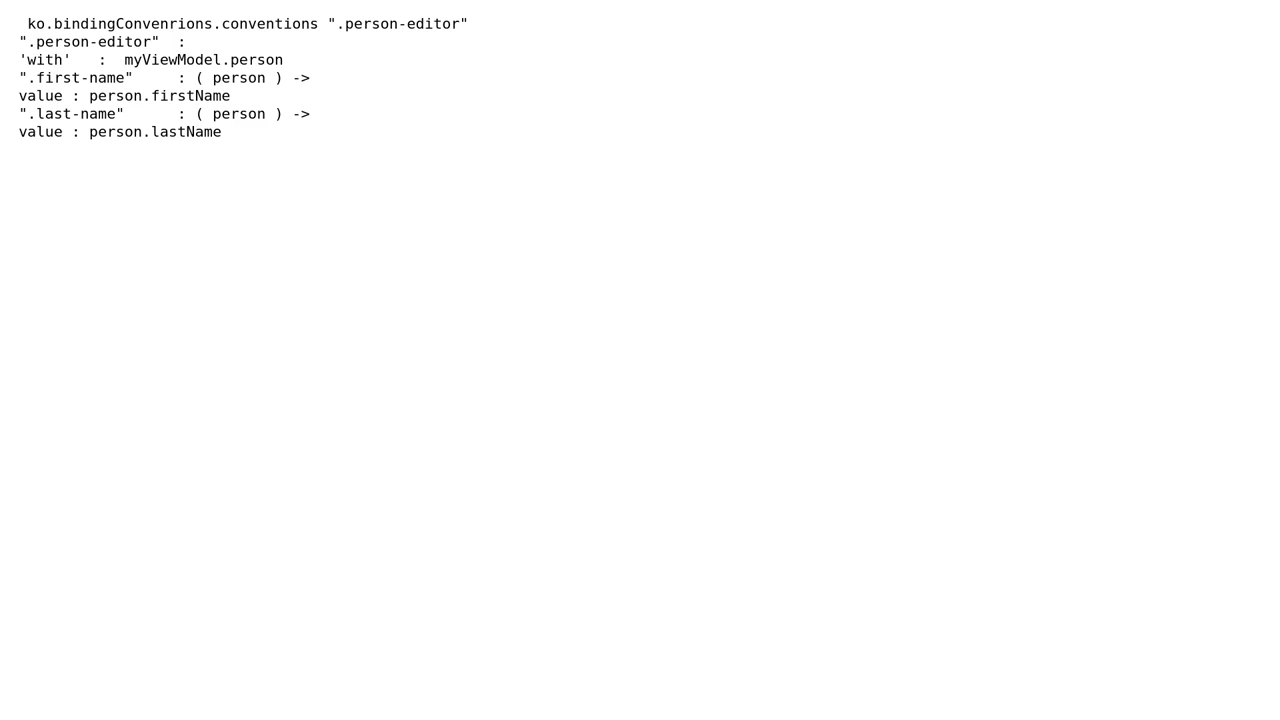 ko.bindingConvenrions.conventions ".person-editor"
".person-editor"  :
'with'   :  myViewModel.person
".first-name"     : ( person ) ->
value : person.firstName
".last-name"      : ( person ) ->
value : person.lastName